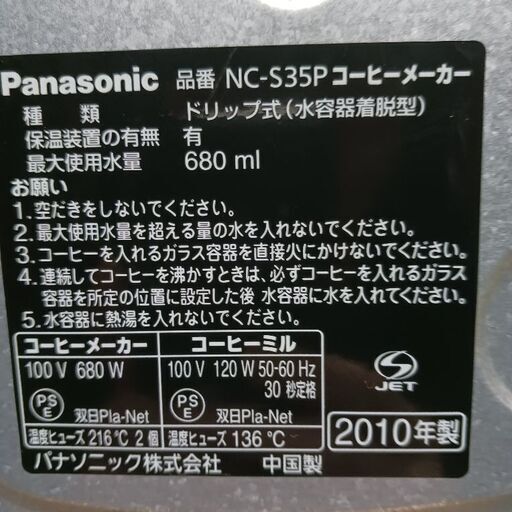 Panasonic 品番 NC-S35P コーヒーメーカー
種 類 ドリップ式(水容器着脱型)
保温装置の有無 有
最大使用水量 680 ml
お願い
1. 空だきをしないでください。
2. 最大使用水量を超える量の水を入れないでください。
3. コーヒーを入れるガラス容器を直接火にかけないでください。
4. 連続してコーヒーを沸かすときは、必ずコーヒーを入れるガラス
容器を所定の位置に設定した後 水容器に水を入れてください。
5. 水容器に熱湯を入れないでください。
コーヒーメーカー コーヒーミル
100 V 680 W 100 V 120 W 50-60 Hz
30 秒定格
PSE 双日Pla-Net PSE 双日Pla-Net
温度ヒューズ 216 ℃ 2 個 温度ヒューズ 136 ℃
S JET
2010年製
パナソニック株式会社 中国製